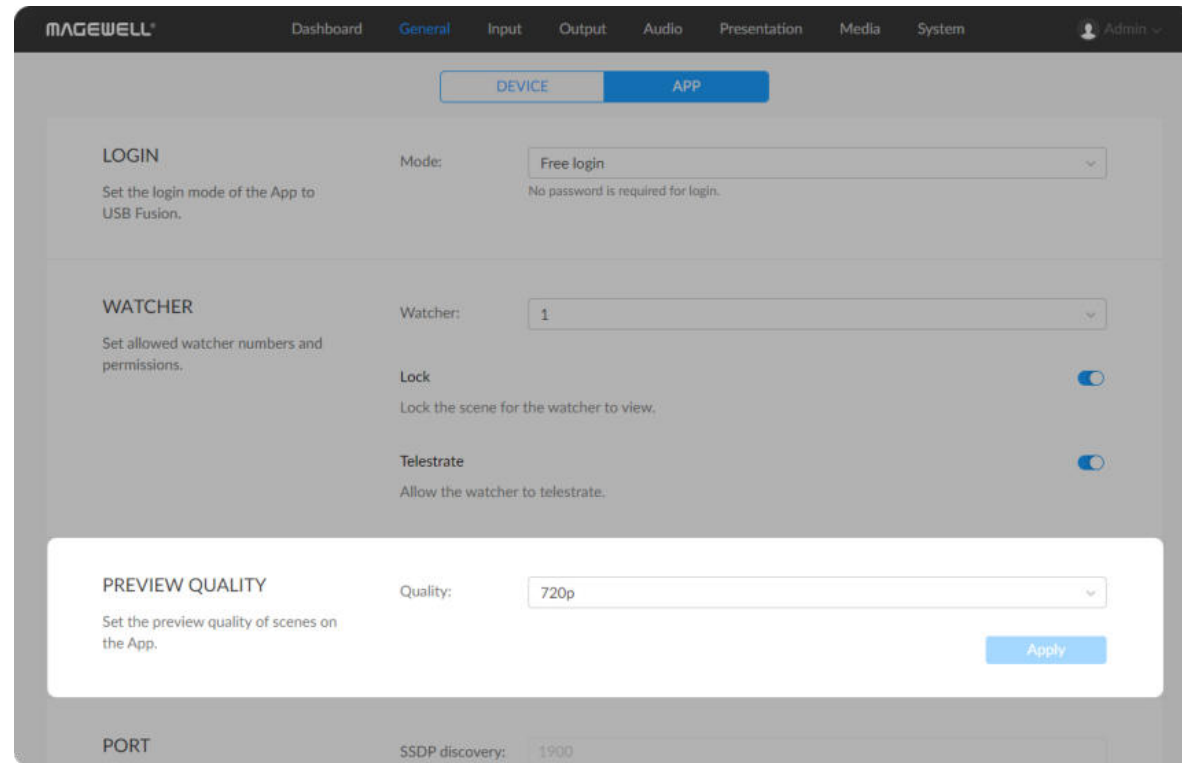 MAGEWELL® Dashboard General Input Output Audio Presentation Media System Admin
DEVICE APP
LOGIN
Set the login mode of the App to
USB Fusion.
Mode: Free login
No password is required for login.
WATCHER
Set allowed watcher numbers and
permissions.
Watcher: 1
Lock
Lock the scene for the watcher to view.
Telestrate
Allow the watcher to telestrate.
PREVIEW QUALITY
Set the preview quality of scenes on
the App.
Quality: 720p
Apply
PORT
SSDP discovery: 1900